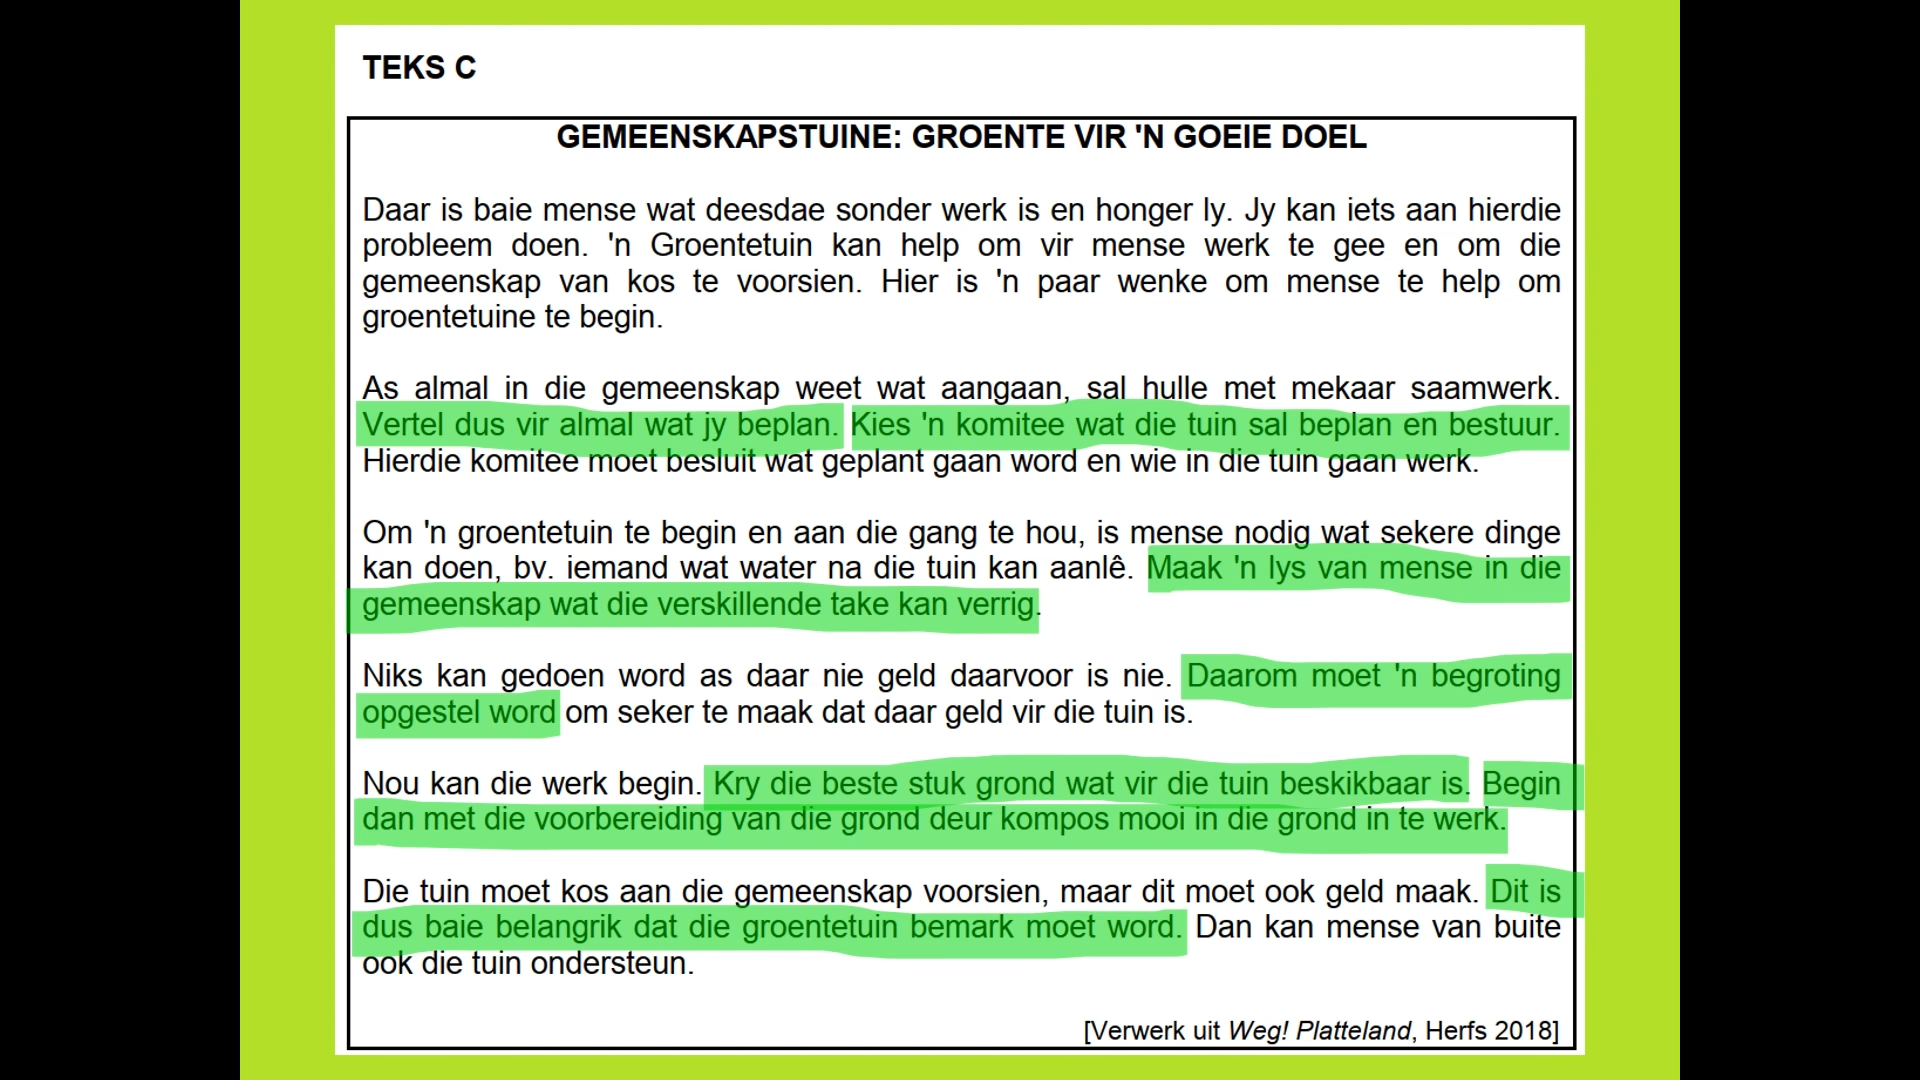 TEKS C
GEMEENSKAPSTUINE: GROENTE VIR 'N GOEIE DOEL
Daar is baie mense wat deesdae sonder werk is en honger ly. Jy kan iets aan hierdie
probleem doen. 'n Groentetuin kan help om vir mense werk te gee en om die
gemeenskap van kos te voorsien. Hier is 'n paar wenke om mense te help om
groentetuine te begin.
As almal in die gemeenskap weet wat aangaan, sal hulle met mekaar saamwerk.
Vertel dus vir almal wat jy beplan. Kies 'n komitee wat die tuin sal beplan en bestuur.
Hierdie komitee moet besluit wat geplant gaan word en wie in die tuin gaan werk.
Om 'n groentetuin te begin en aan die gang te hou, is mense nodig wat sekere dinge
kan doen, bv. iemand wat water na die tuin kan aanlê. Maak 'n lys van mense in die
gemeenskap wat die verskillende take kan verrig.
Niks kan gedoen word as daar nie geld daarvoor is nie. Daarom moet 'n begroting
opgestel word om seker te maak dat daar geld vir die tuin is.
Nou kan die werk begin. Kry die beste stuk grond wat vir die tuin beskikbaar is. Begin
dan met die voorbereiding van die grond deur kompos mooi in die grond in te werk.
Die tuin moet kos aan die gemeenskap voorsien, maar dit moet ook geld maak. Dit is
dus baie belangrik dat die groentetuin bemark moet word. Dan kan mense van buite
ook die tuin ondersteun.
[Verwerk uit Weg! Platteland, Herfs 2018]